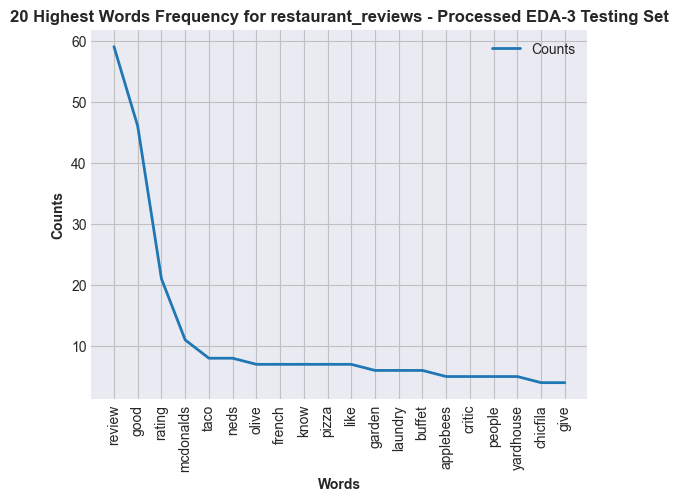 20 Highest Words Frequency for restaurant_reviews - Processed EDA-3 Testing Set
Counts
60
50
40
30
20
10
Counts
review
good
rating
mcdonalds
taco
neds
olive
french
know
pizza
like
garden
laundry
buffet
applebees
critic
people
yardhouse
chicfila
give
Words